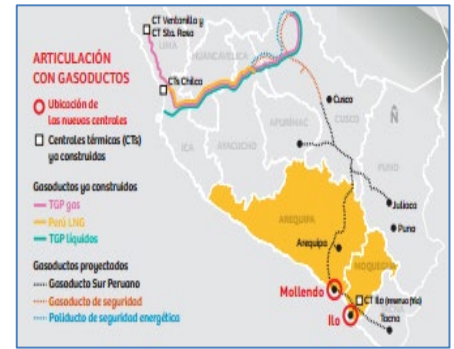 CT Ventanilla y
CT Sta. Rosa
LIMA
HUANCAVELICA
ARTICULACIÓN
CON GASODUCTOS
CTs Chilca
Ubicación de
las nuevas centrales
Cusco
N
Centrales térmicas (CTs)
ya construidas
ICA
AYACUCHO
APURÍMAC
CUSCO
PUNO
Gasoductos ya construidos
TGP gas
Perú LNG
TGP líquidos
AREQUIPA
Juliaca
Puno
Arequipa
MOQUEGUA
Gasoductos proyectados
Gasoducto Sur Peruano
Gasoducto de seguridad
Poliducto de seguridad energética
Mollendo
CT Ilo (reserva fría)
Ilo
Tacna